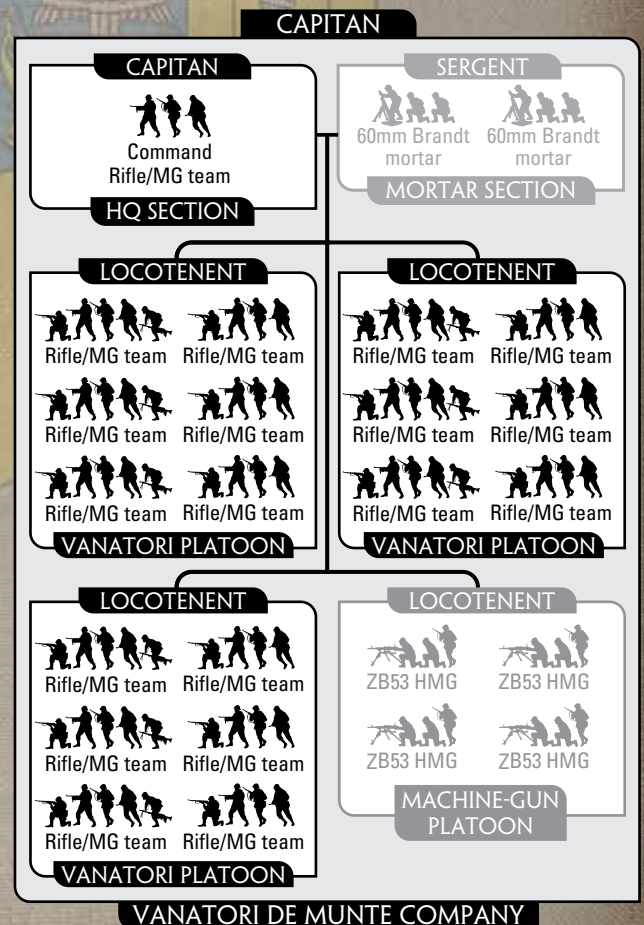 CAPITAN
CAPITAN
Command
Rifle/MG team
HQ SECTION
SERGENT
60mm Brandt mortar
60mm Brandt mortar
MORTAR SECTION
LOCOTENENT
Rifle/MG team Rifle/MG team
Rifle/MG team Rifle/MG team
Rifle/MG team Rifle/MG team
VANATORI PLATOON
LOCOTENENT
Rifle/MG team Rifle/MG team
Rifle/MG team Rifle/MG team
Rifle/MG team Rifle/MG team
VANATORI PLATOON
LOCOTENENT
Rifle/MG team Rifle/MG team
Rifle/MG team Rifle/MG team
Rifle/MG team Rifle/MG team
VANATORI PLATOON
LOCOTENENT
ZB53 HMG ZB53 HMG
ZB53 HMG ZB53 HMG
MACHINE-GUN
PLATOON
VANATORI DE MUNTE COMPANY